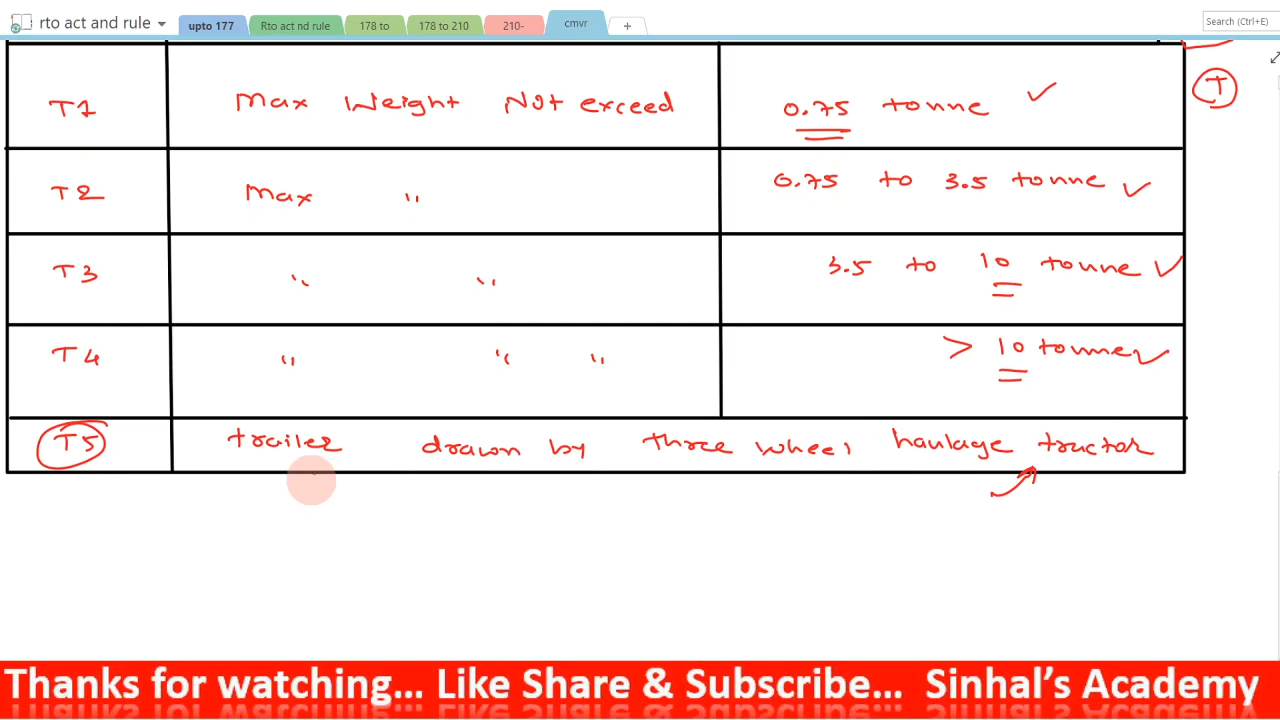 rto act and rule
upto 177
Rto act nd rule
178 to
178 to 210
210-
cmvr
+
Search (Ctrl+E)
T
T1 Max Weight Not exceed 0.75 tonne ✓
T2 Max " 0.75 to 3.5 tonne ✓
T3 " " 3.5 to 10 tonne ✓
T4 " " " > 10 tonne ✓
T5 trailer drawn by three wheel haulage tructor
Thanks for watching... Like Share & Subscribe... Sinhal's Academy